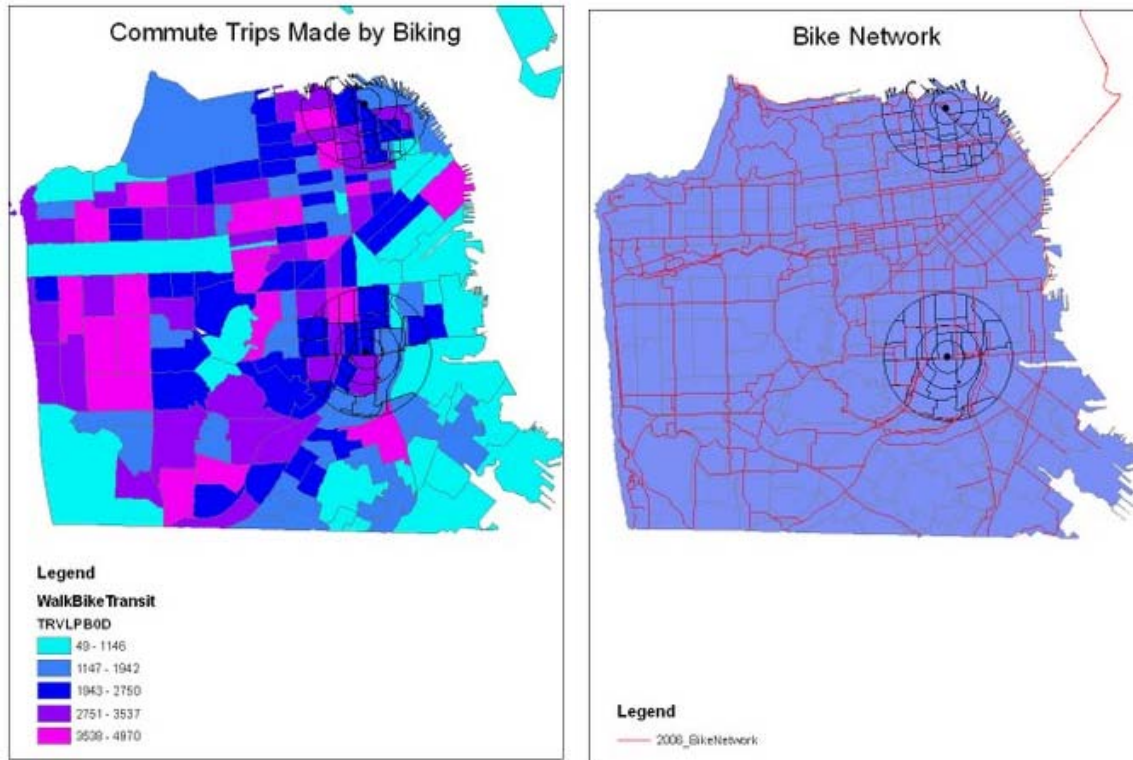 Commute Trips Made by Biking
Legend
WalkBikeTransit
TRVLPB0D
49 - 1146
1147 - 1942
1943 - 2750
2751 - 3537
3538 - 4970
Bike Network
Legend
2006_BikeNetwork